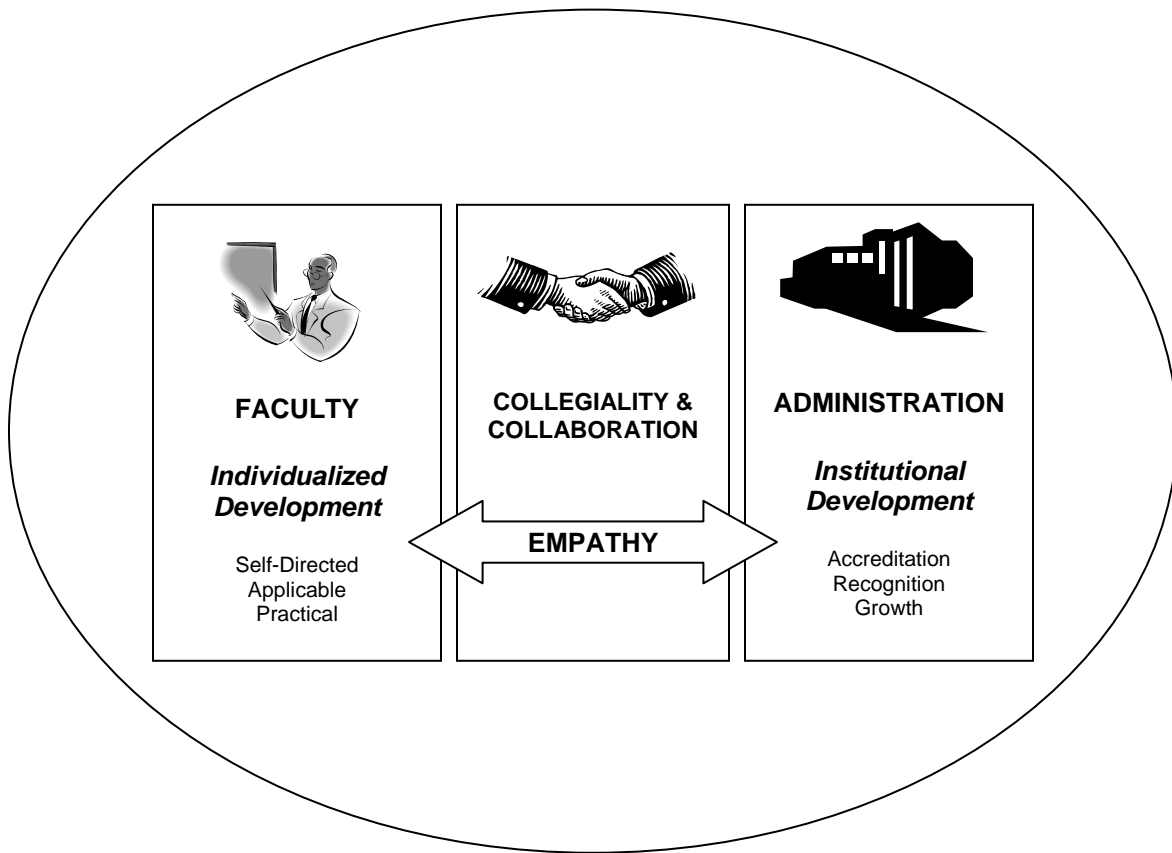 FACULTY
Individualized
Development
Self-Directed
Applicable
Practical
COLLEGIALITY &
COLLABORATION
EMPATHY
ADMINISTRATION
Institutional
Development
Accreditation
Recognition
Growth